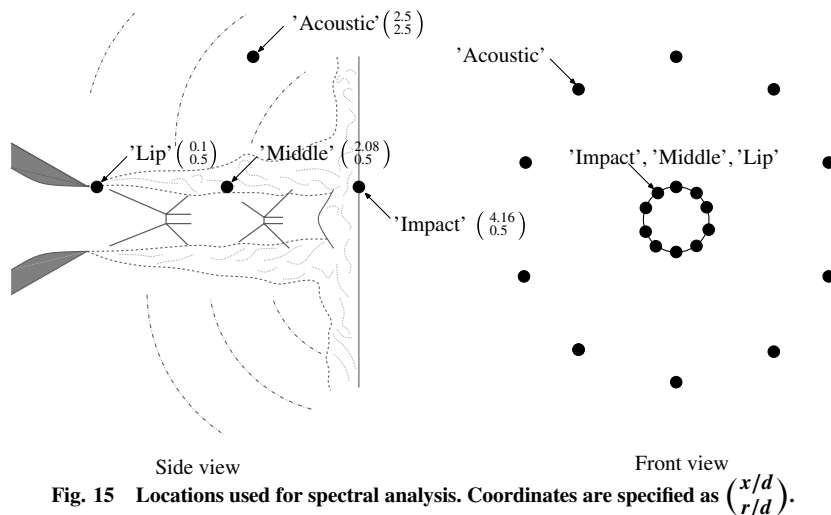 'Acoustic' (2.5 2.5)
'Acoustic'
'Lip' (0.1 0.5) 'Middle' (2.08 0.5)
'Impact', 'Middle', 'Lip'
'Impact' (4.16 0.5)
Side view
Front view
Fig. 15 Locations used for spectral analysis. Coordinates are specified as (x/d r/d).